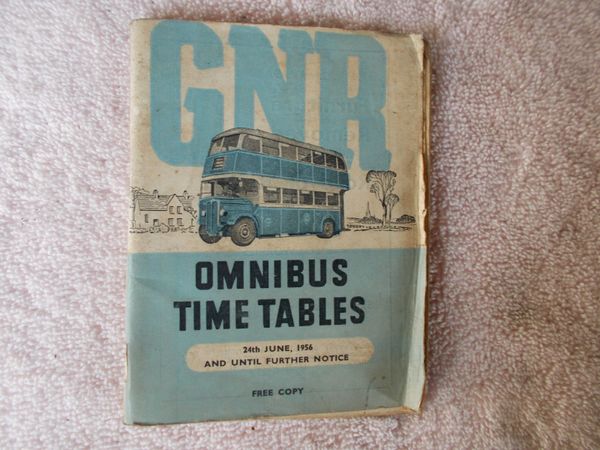 GNR
OMNIBUS
TIME TABLES
24th JUNE, 1956
AND UNTIL FURTHER NOTICE
FREE COPY